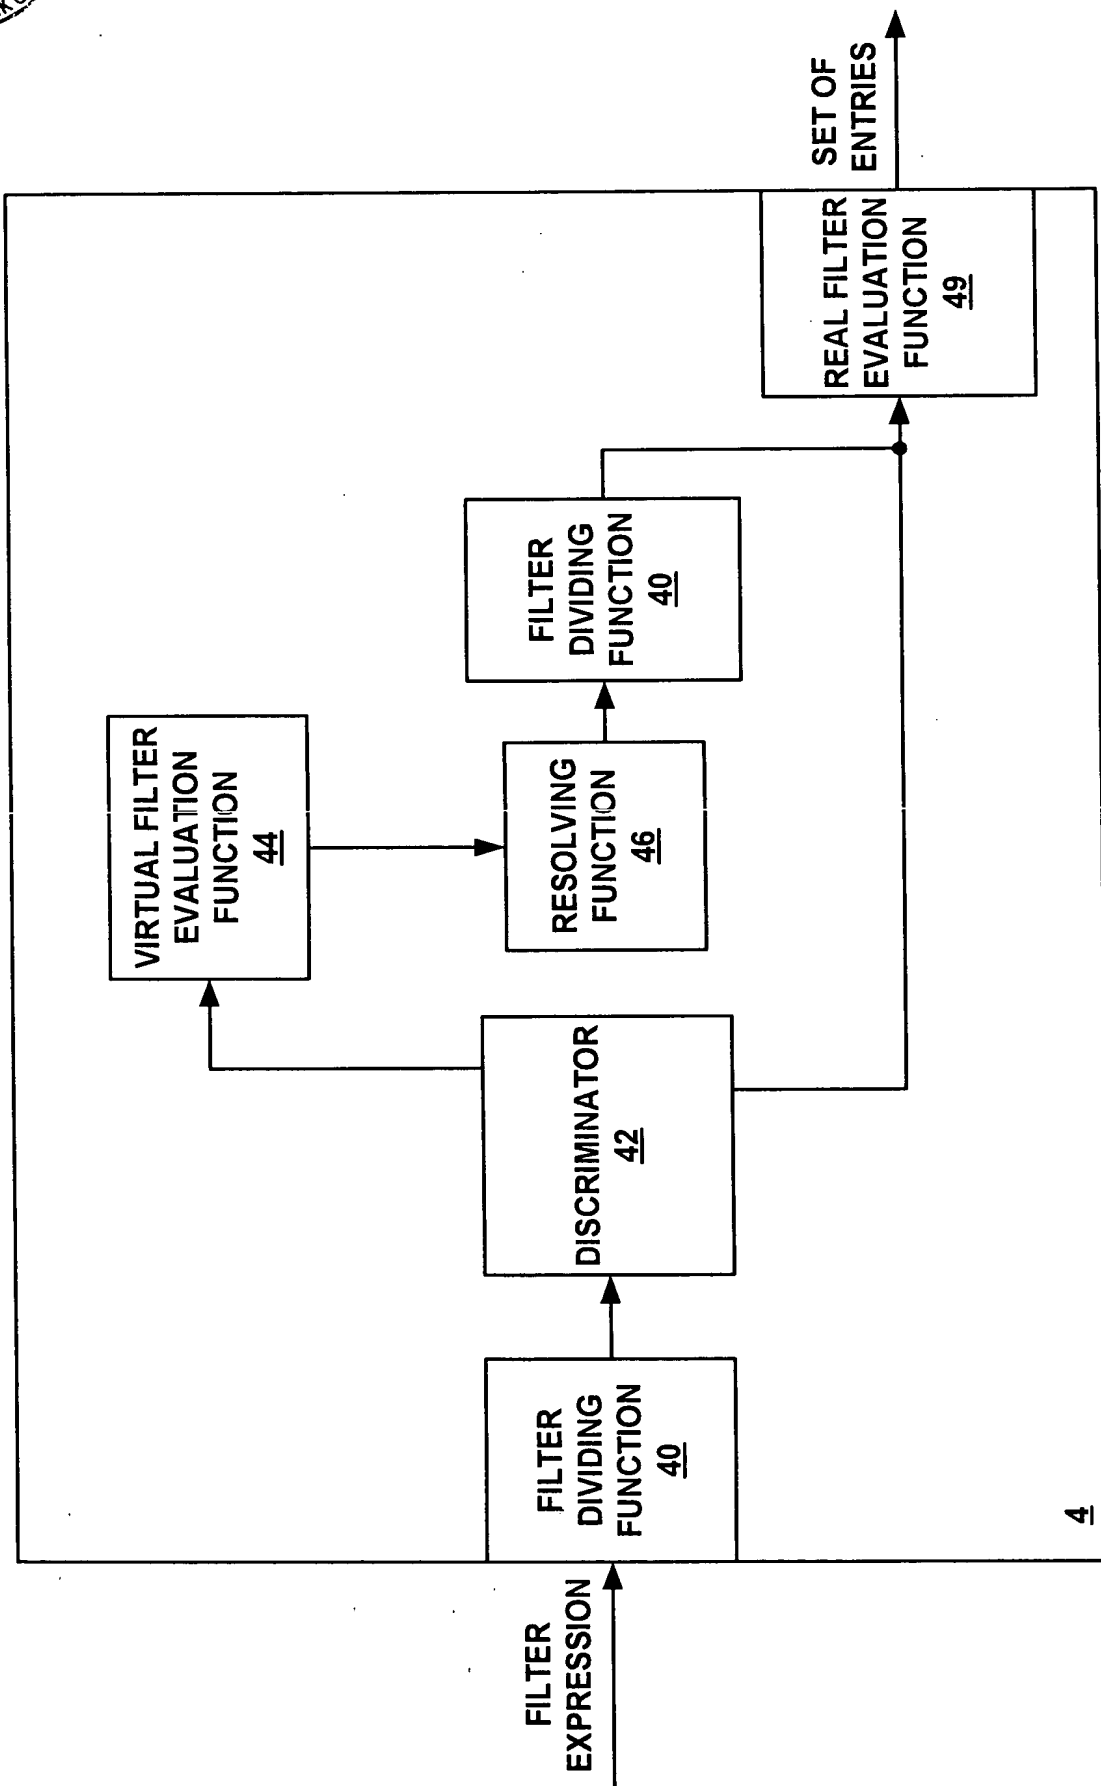 FILTER
EXPRESSION
FILTER
DIVIDING
FUNCTION
40
DISCRIMINATOR
42
VIRTUAL FILTER
EVALUATION
FUNCTION
44
RESOLVING
FUNCTION
46
FILTER
DIVIDING
FUNCTION
40
REAL FILTER
EVALUATION
FUNCTION
49
SET OF
ENTRIES
4